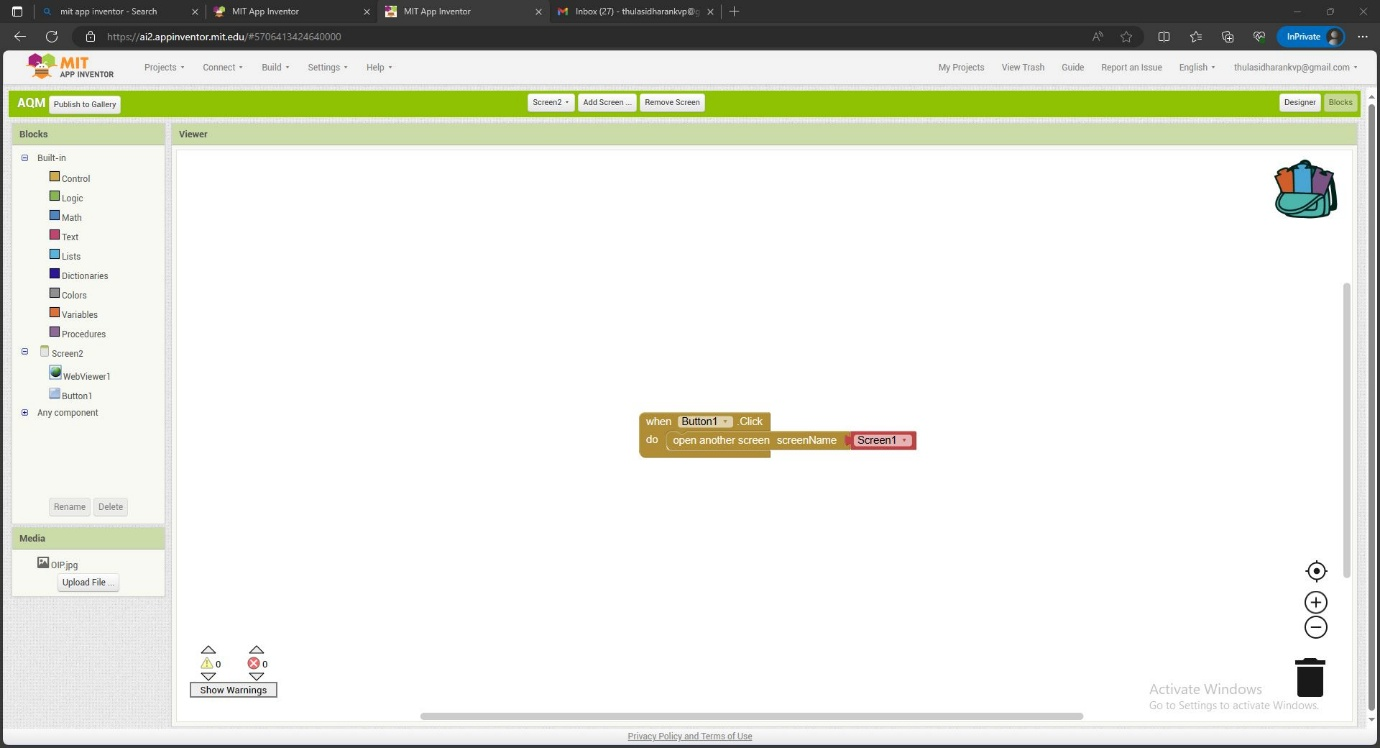 mit app inventor - Search
MIT App Inventor
MIT App Inventor
Inbox (27) - thulasidharankvp@g
https://ai2.appinventor.mit.edu/#5706413424640000
InPrivate
MIT
APP INVENTOR
Projects
Connect
Build
Settings
Help
My Projects
View Trash
Guide
Report an Issue
English
thulasidharankvp@gmail.com
AQM
Publish to Gallery
Screen2
Add Screen ...
Remove Screen
Designer
Blocks
Blocks
Viewer
Built-in
Control
Logic
Math
Text
Lists
Dictionaries
Colors
Variables
Procedures
Screen2
WebViewer1
Button1
Any component
Rename
Delete
Media
OIP.jpg
Upload File ...
when Button1 .Click
do open another screen screenName Screen1
0
0
Show Warnings
Activate Windows
Go to Settings to activate Windows.
Privacy Policy and Terms of Use